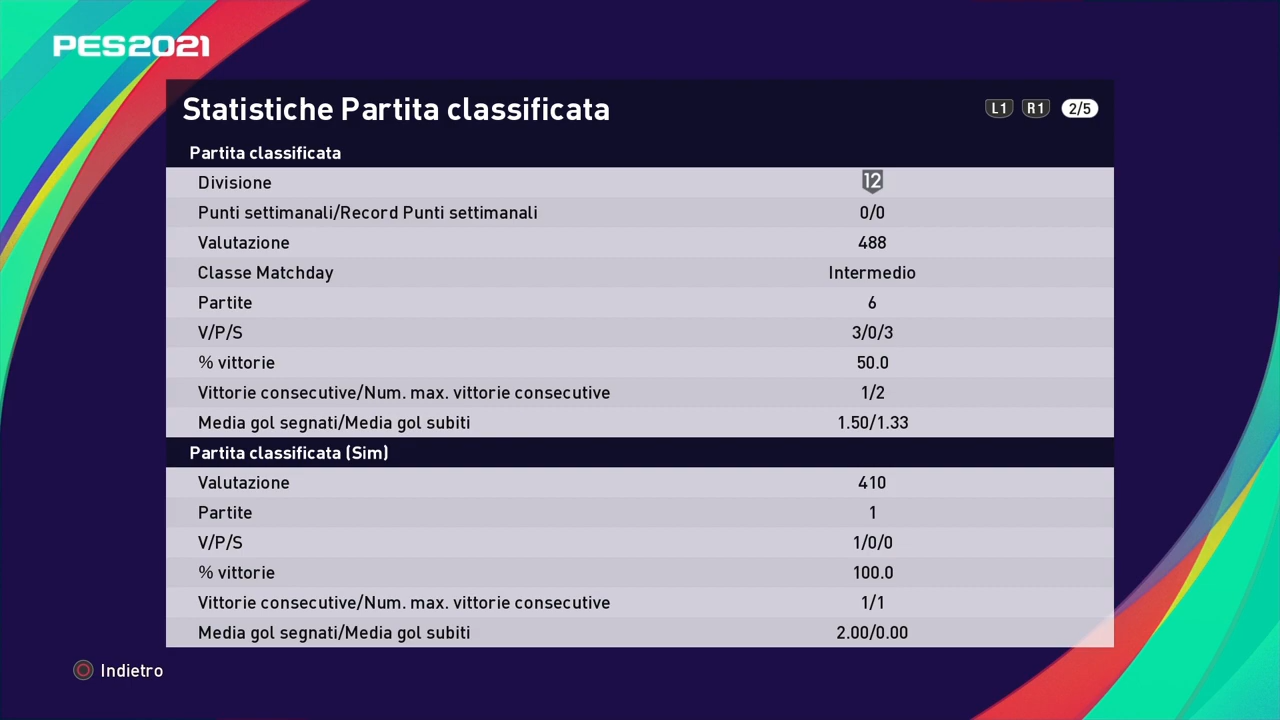 PES2021
Statistiche Partita classificata L1 R1 2/5
Partita classificata
Divisione 12
Punti settimanali/Record Punti settimanali 0/0
Valutazione 488
Classe Matchday Intermedio
Partite 6
V/P/S 3/0/3
% vittorie 50.0
Vittorie consecutive/Num. max. vittorie consecutive 1/2
Media gol segnati/Media gol subiti 1.50/1.33
Partita classificata (Sim)
Valutazione 410
Partite 1
V/P/S 1/0/0
% vittorie 100.0
Vittorie consecutive/Num. max. vittorie consecutive 1/1
Media gol segnati/Media gol subiti 2.00/0.00
Indietro